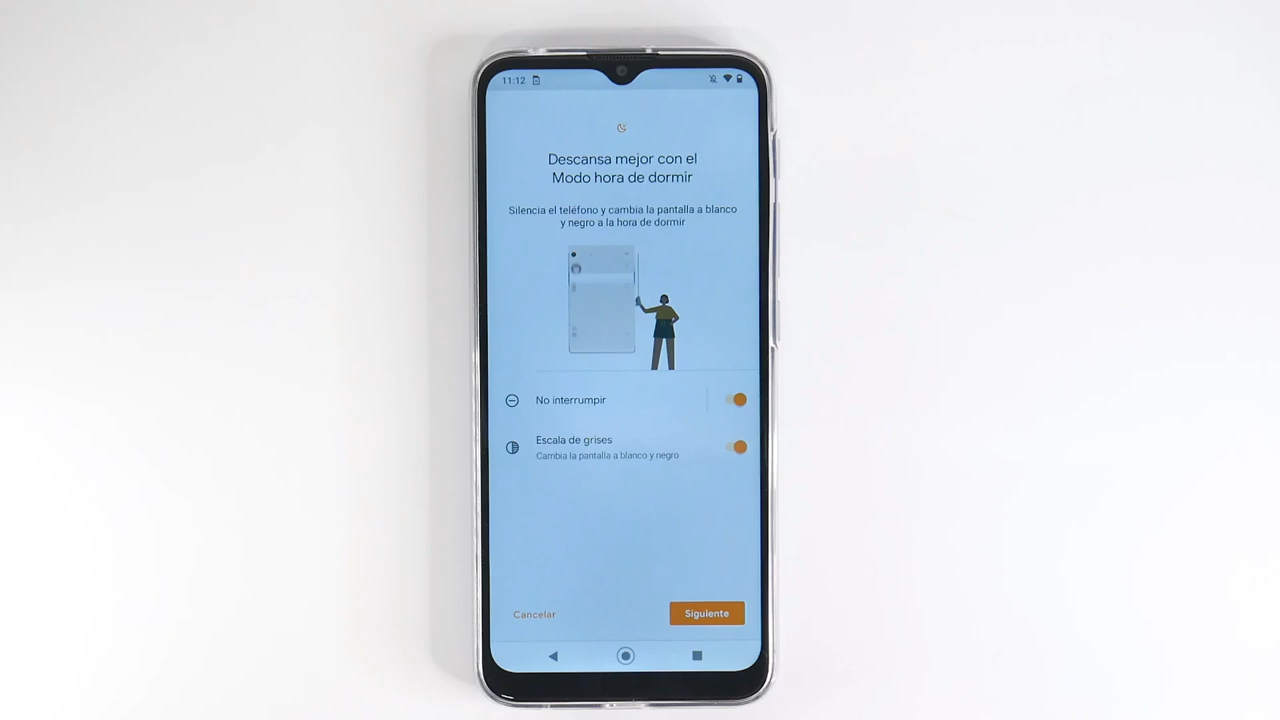 11:12
Descansa mejor con el
Modo hora de dormir
Silencia el teléfono y cambia la pantalla a blanco
y negro a la hora de dormir
No interrumpir
Escala de grises
Cambia la pantalla a blanco y negro
Cancelar
Siguiente